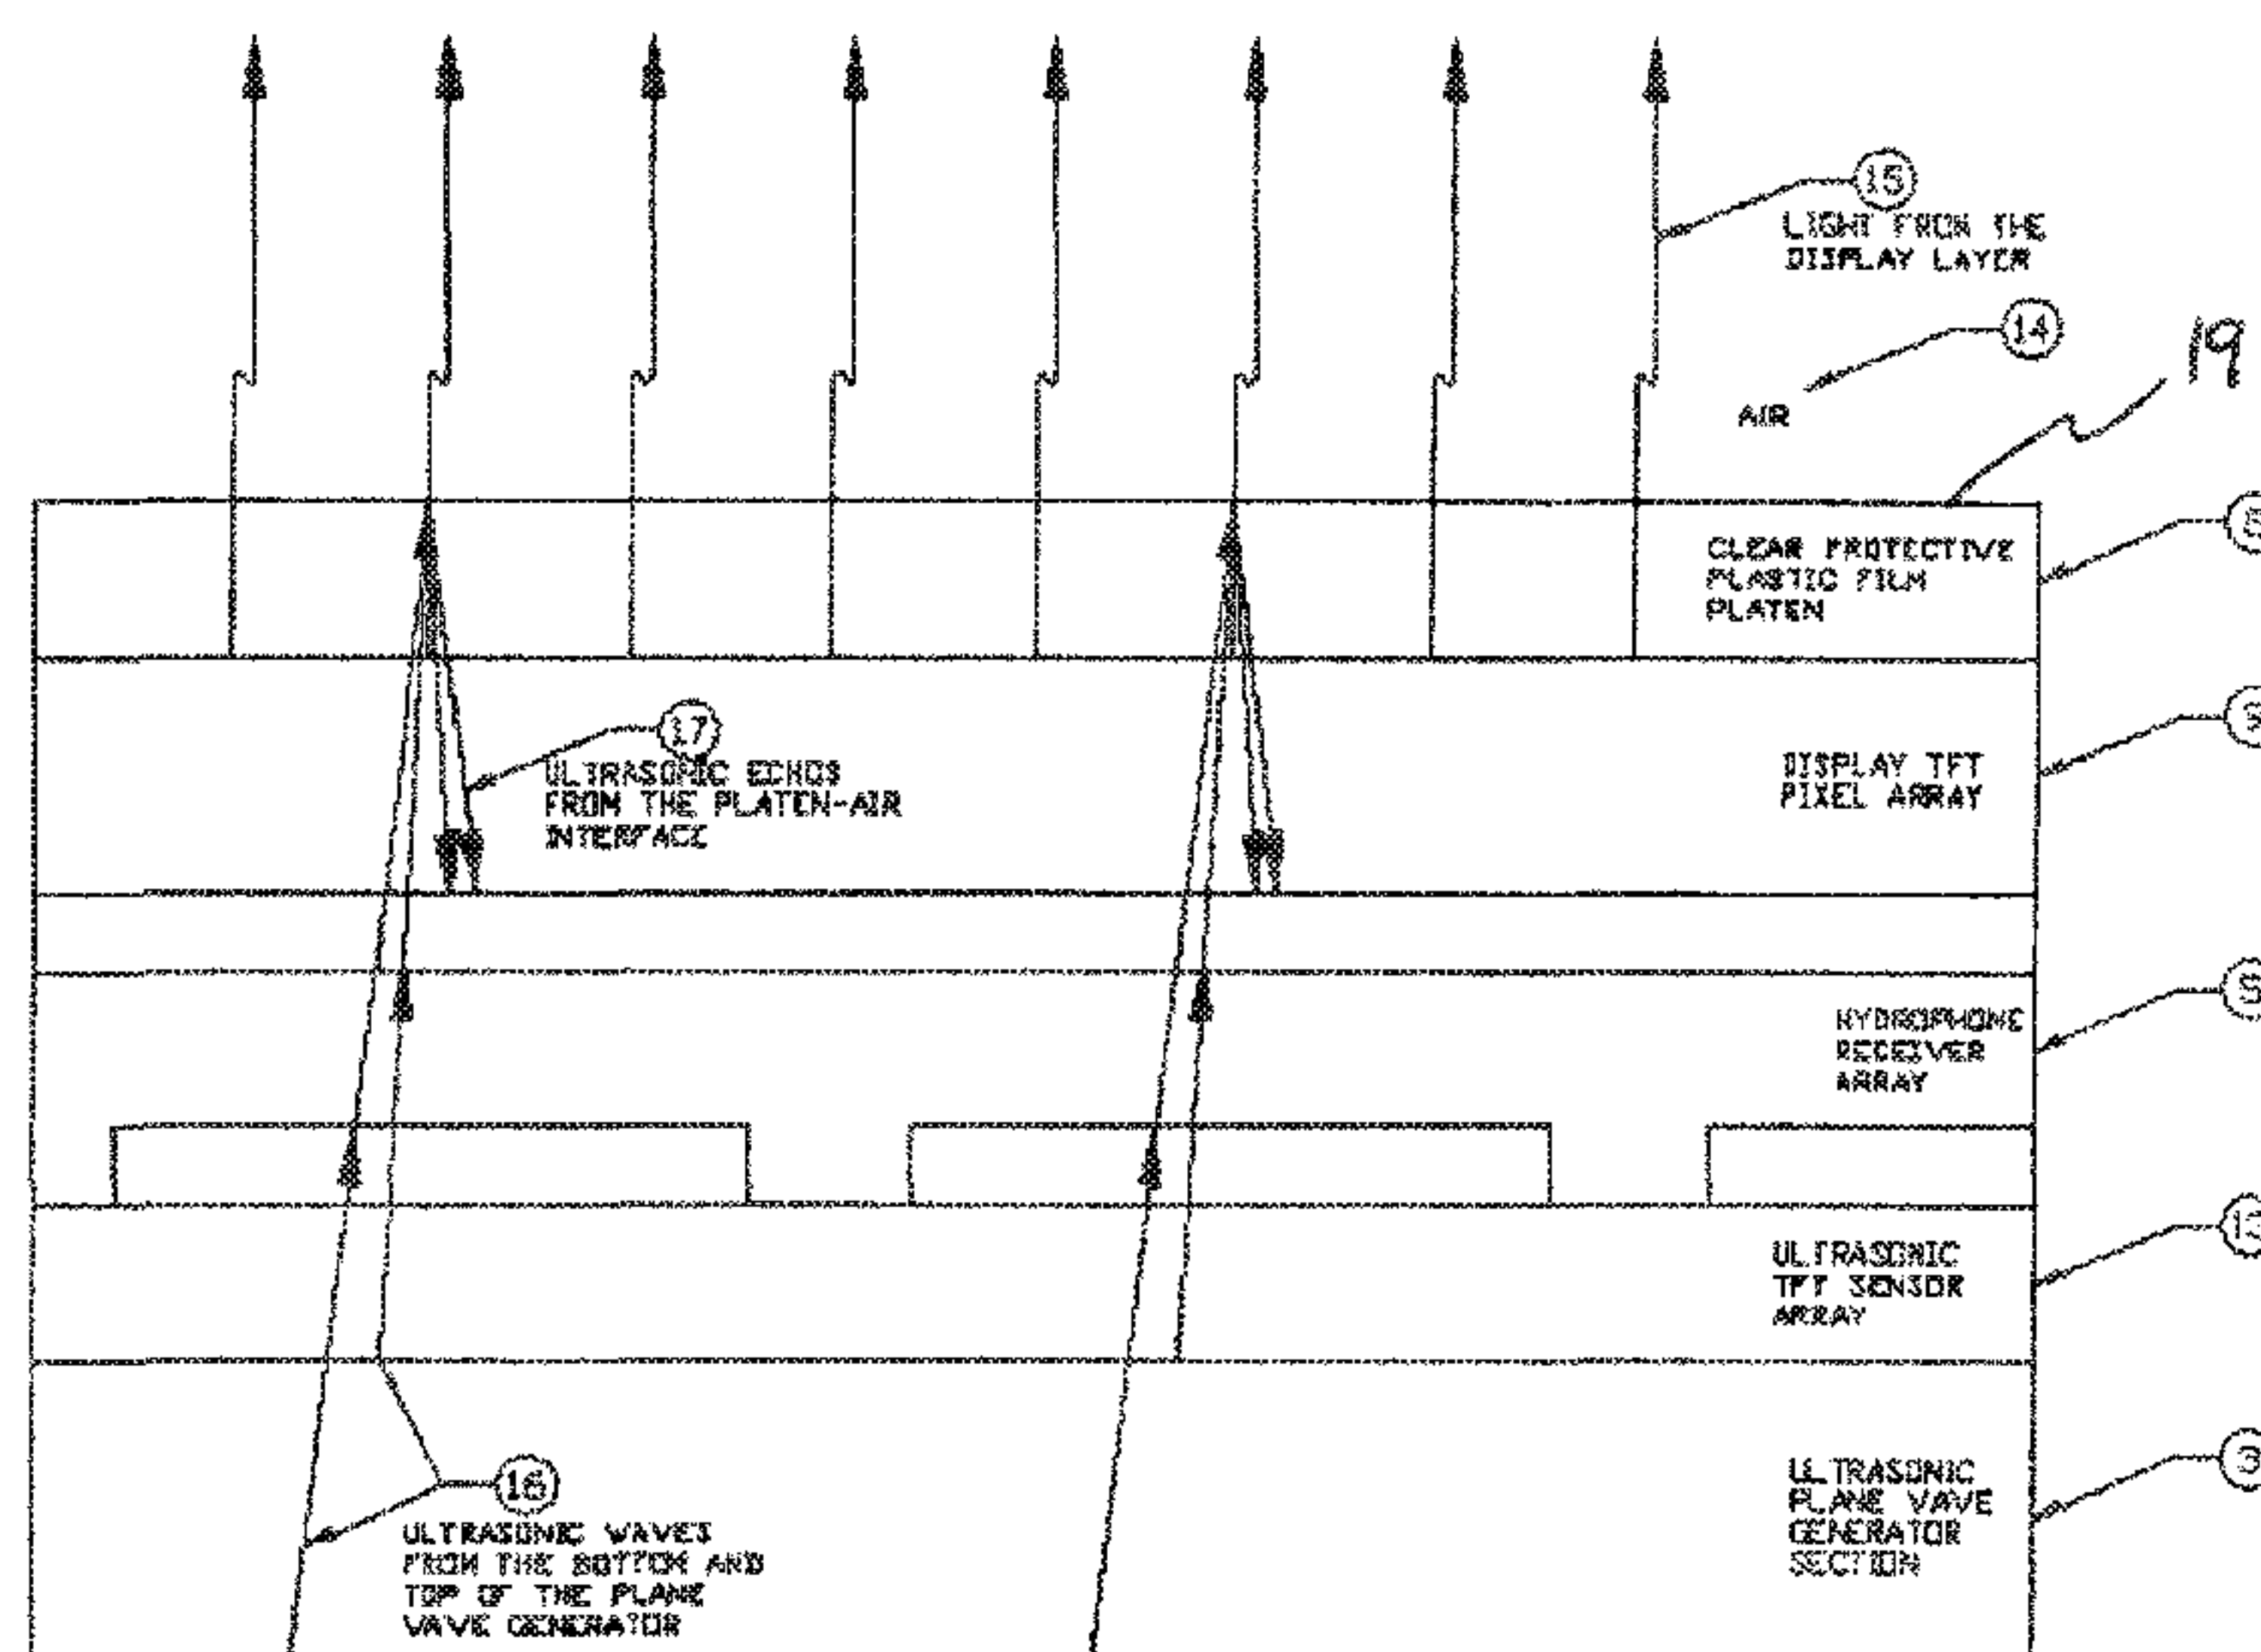 15
LIGHT FROM THE
DISPLAY LAYER
14
19
AIR
CLEAR PROTECTIVE
PLASTIC FILM
PLATEN
17
ULTRASONIC ECHOS
FROM THE PLATEN-AIR
INTERFACE
DISPLAY TFT
PIXEL ARRAY
HYDROPHONE
RECEIVER
ARRAY
ULTRASONIC
TFT SENSOR
ARRAY
16
ULTRASONIC WAVES
FROM THE BOTTOM AND
TOP OF THE PLANE
VAVE GENERATOR
ULTRASONIC
PLANE VAVE
GENERATOR
SECTION